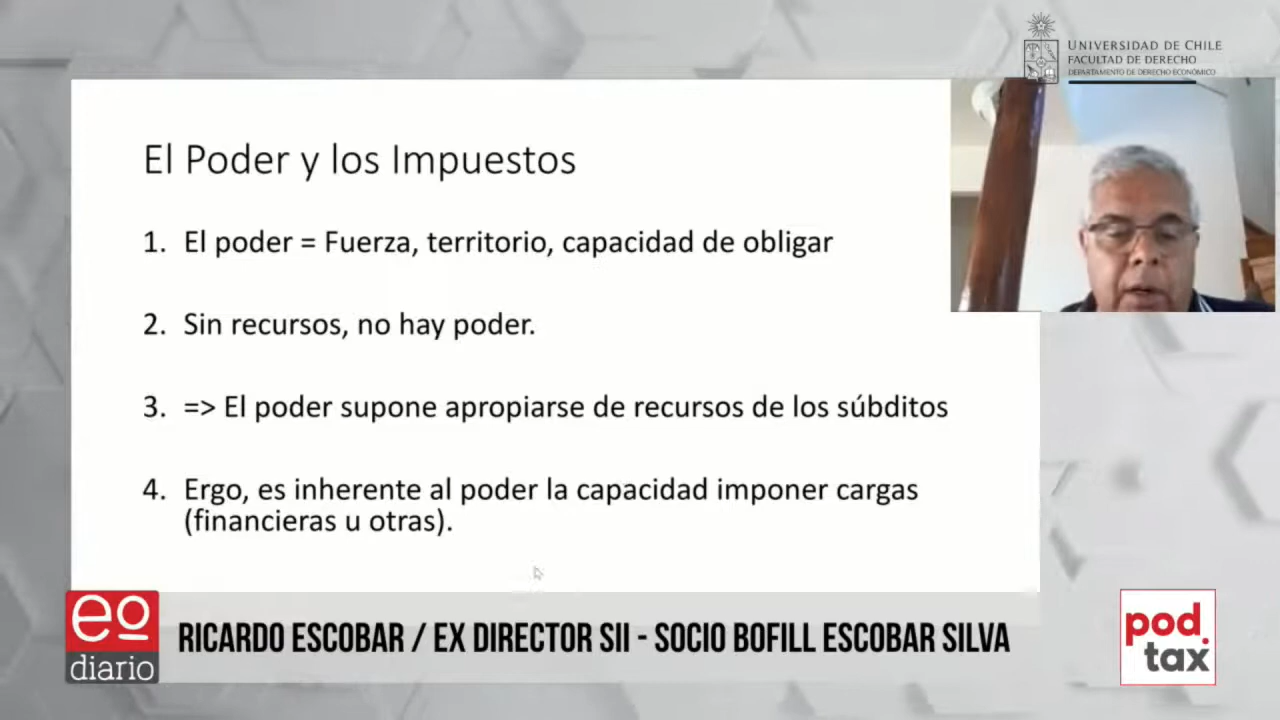 UNIVERSIDAD DE CHILE
FACULTAD DE DERECHO
DEPARTAMENTO DE DERECHO ECONÓMICO
El Poder y los Impuestos
1. El poder = Fuerza, territorio, capacidad de obligar
2. Sin recursos, no hay poder.
3. => El poder supone apropiarse de recursos de los súbditos
4. Ergo, es inherente al poder la capacidad imponer cargas
(financieras u otras).
eo
diario
RICARDO ESCOBAR / EX DIRECTOR SII - SOCIO BOFILL ESCOBAR SILVA
pod.
tax